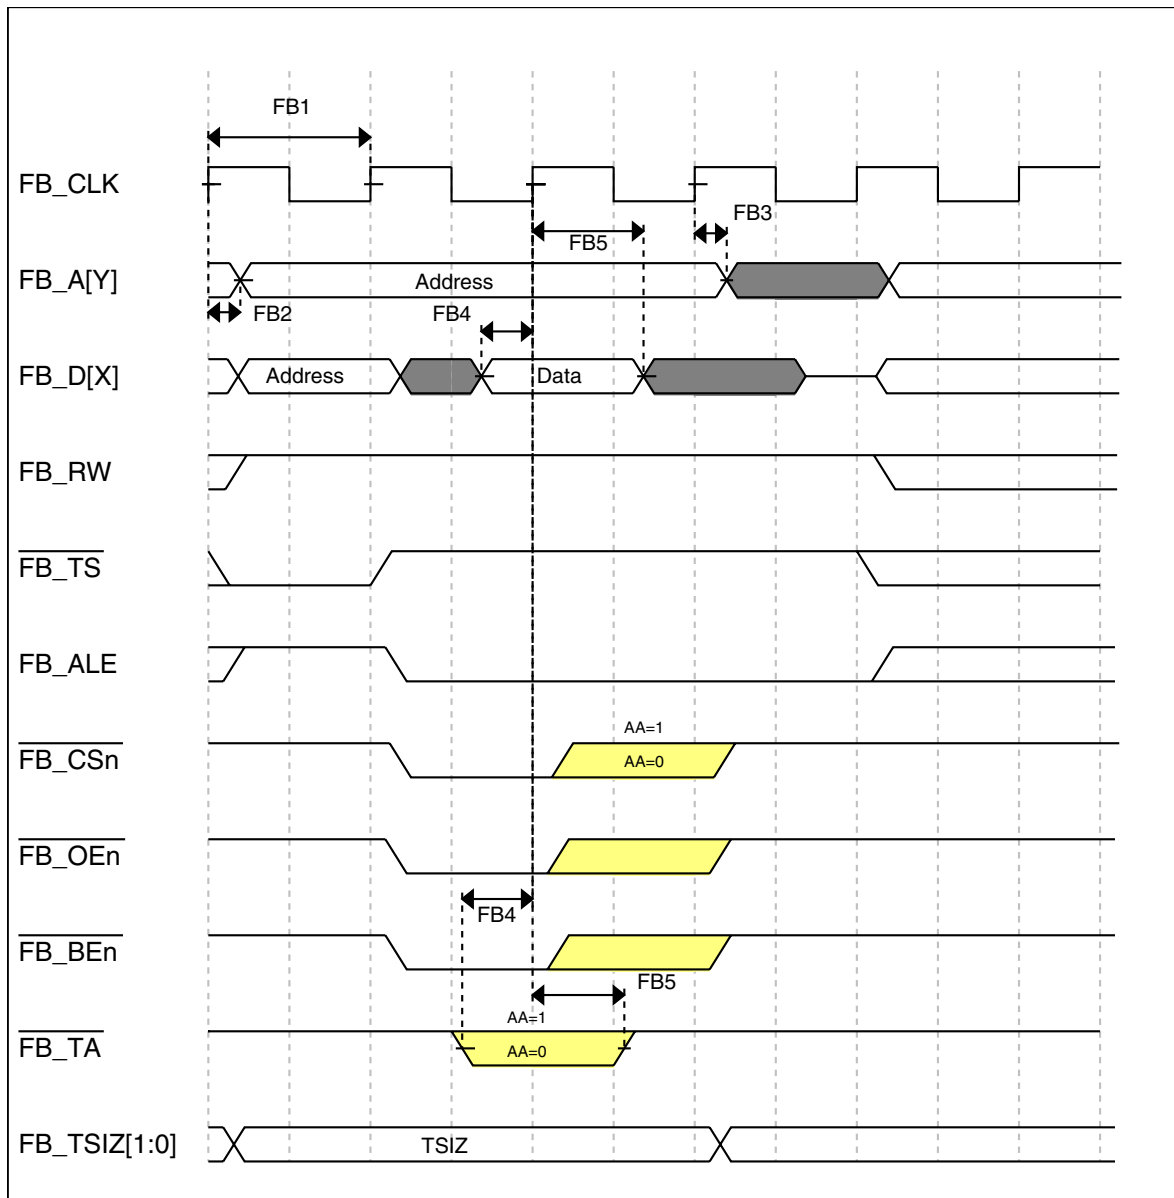 FB1
FB_CLK
FB3
FB5
FB_A[Y]
Address
FB2
FB4
FB_D[X]
Address
Data
FB_RW
FB_TS
FB_ALE
AA=1
FB_CSn
AA=0
FB_OEn
FB4
FB_BEn
FB5
AA=1
FB_TA
AA=0
FB_TSIZ[1:0]
TSIZ